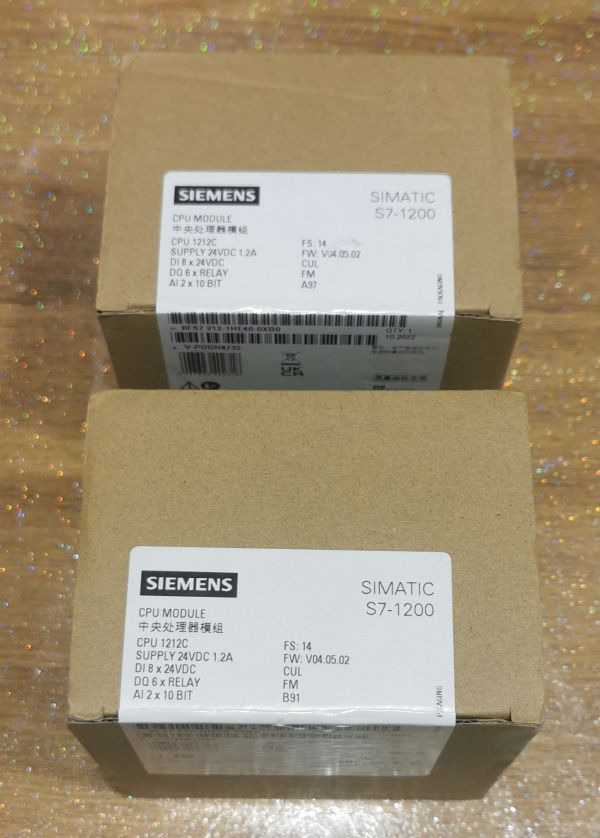 SIEMENS
SIMATIC
S7-1200
CPU MODULE
中央处理器模组
CPU 1212C
SUPPLY 24VDC 1.2A
DI 8 x 24VDC
DQ 6 x RELAY
AI 2 x 10 BIT
FS: 14
FW: V04.05.02
CUL
FM
A97
PACKAGING
6ES7 212-1HE40-0XB0
QTY: 1
10.2022
SIEMENS
SIMATIC
S7-1200
CPU MODULE
中央处理器模组
CPU 1212C
SUPPLY 24VDC 1.2A
DI 8 x 24VDC
DQ 6 x RELAY
AI 2 x 10 BIT
FS: 14
FW: V04.05.02
CUL
FM
B91
PACKAGING